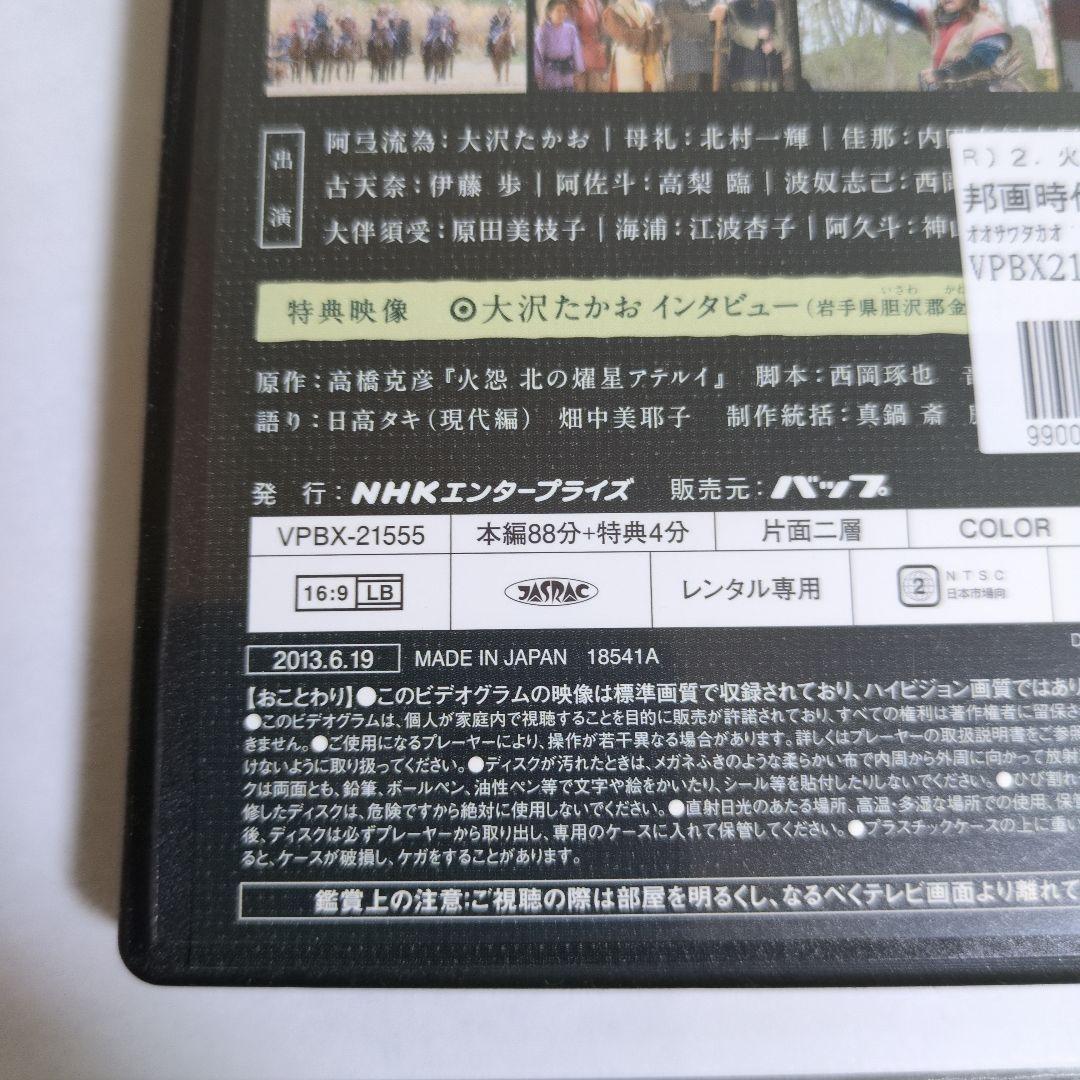 出演
阿弖流為：大沢たかお｜母礼：北村一輝｜佳那：内田
古天奈：伊藤 歩｜阿佐斗：高梨 臨｜波奴志己：西岡
大伴須受：原田美枝子｜海浦：江波杏子｜阿久斗：神山
R)2. 火
邦画時代
オオサワタカオ
VPBX21
9900
特典映像 ◉大沢たかお インタビュー（岩手県胆沢郡金
いさわ かね
原作：高橋克彦『火怨 北の燿星アテルイ』 脚本：西岡琢也 音
語り：日高タキ（現代編） 畑中美耶子 制作統括：真鍋 斎
発 行：NHKエンタープライズ 販売元：バップ
VPBX-21555 本編88分+特典4分 片面二層 COLOR
16:9 LB JASRAC レンタル専用 2 NTSC 日本市場向
2013.6.19 MADE IN JAPAN 18541A D
【おことわり】●このビデオグラムの映像は標準画質で収録されており、ハイビジョン画質ではあり
●このビデオグラムは、個人が家庭内で視聴することを目的に販売が許諾されており、すべての権利は著作権者に留保さ
きません。●ご使用になるプレーヤーにより、操作が若干異なる場合があります。詳しくはプレーヤーの取扱説明書をご参照
けないように取り扱ってください。●ディスクが汚れたときは、メガネふきのような柔らかい布で内周から外周に向かって放射
クは両面とも、鉛筆、ボールペン、油性ペン等で文字や絵をかいたり、シール等を貼付したりしないでください。●ひび割れ
修したディスクは、危険ですから絶対に使用しないでください。●直射日光のあたる場所、高温・多湿な場所での使用、保管
後、ディスクは必ずプレーヤーから取り出し、専用のケースに入れて保管してください。●プラスチックケースの上に重い
ると、ケースが破損し、ケガをすることがあります。
鑑賞上の注意：ご視聴の際は部屋を明るくし、なるべくテレビ画面より離れて